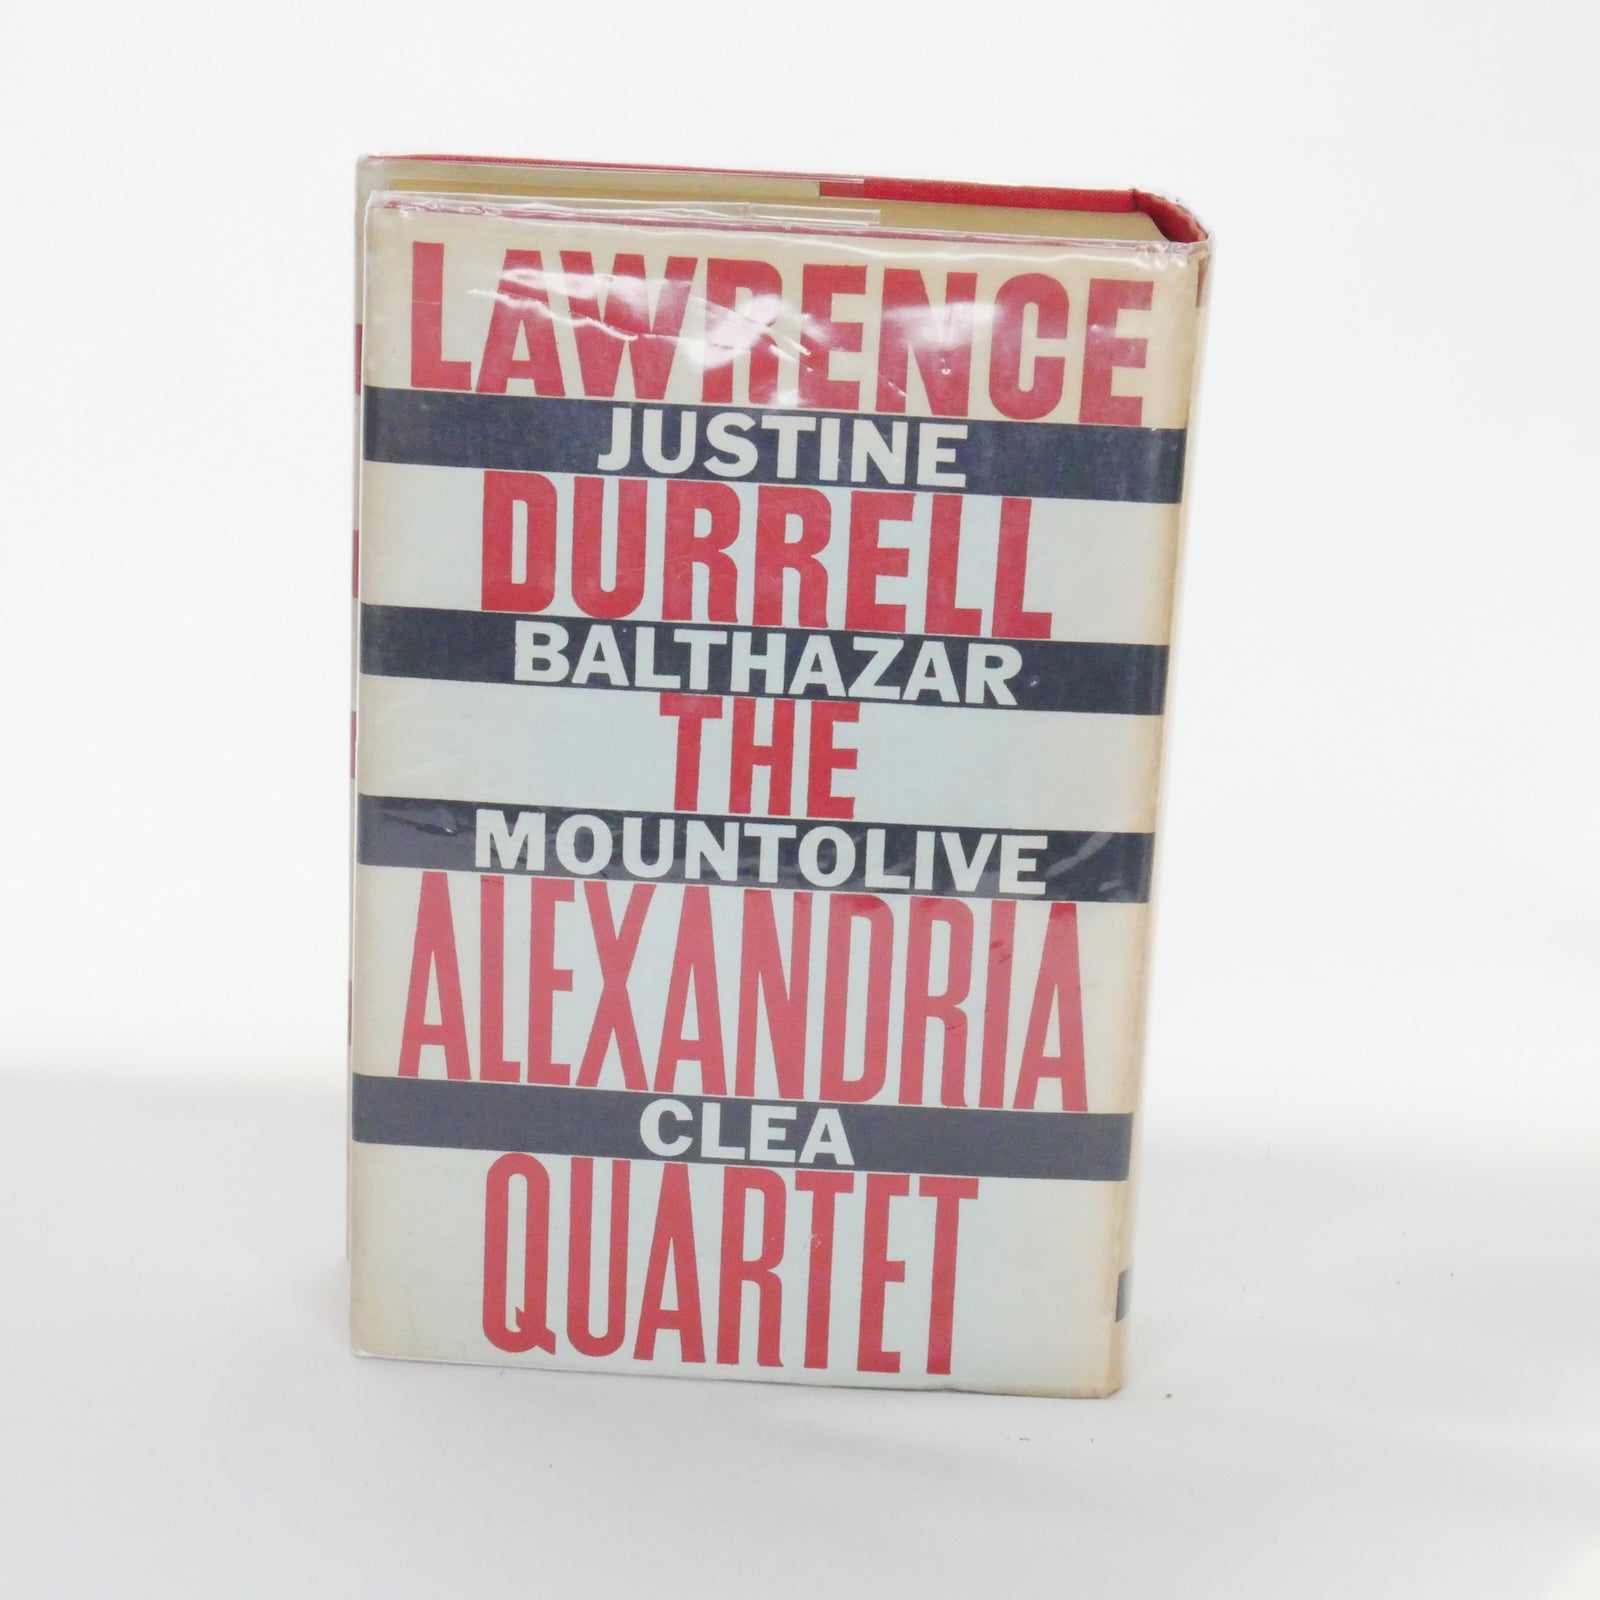 LAWRENCE
JUSTINE
DURRELL
BALTHAZAR
THE
MOUNTOLIVE
ALEXANDRIA
CLEA
QUARTET